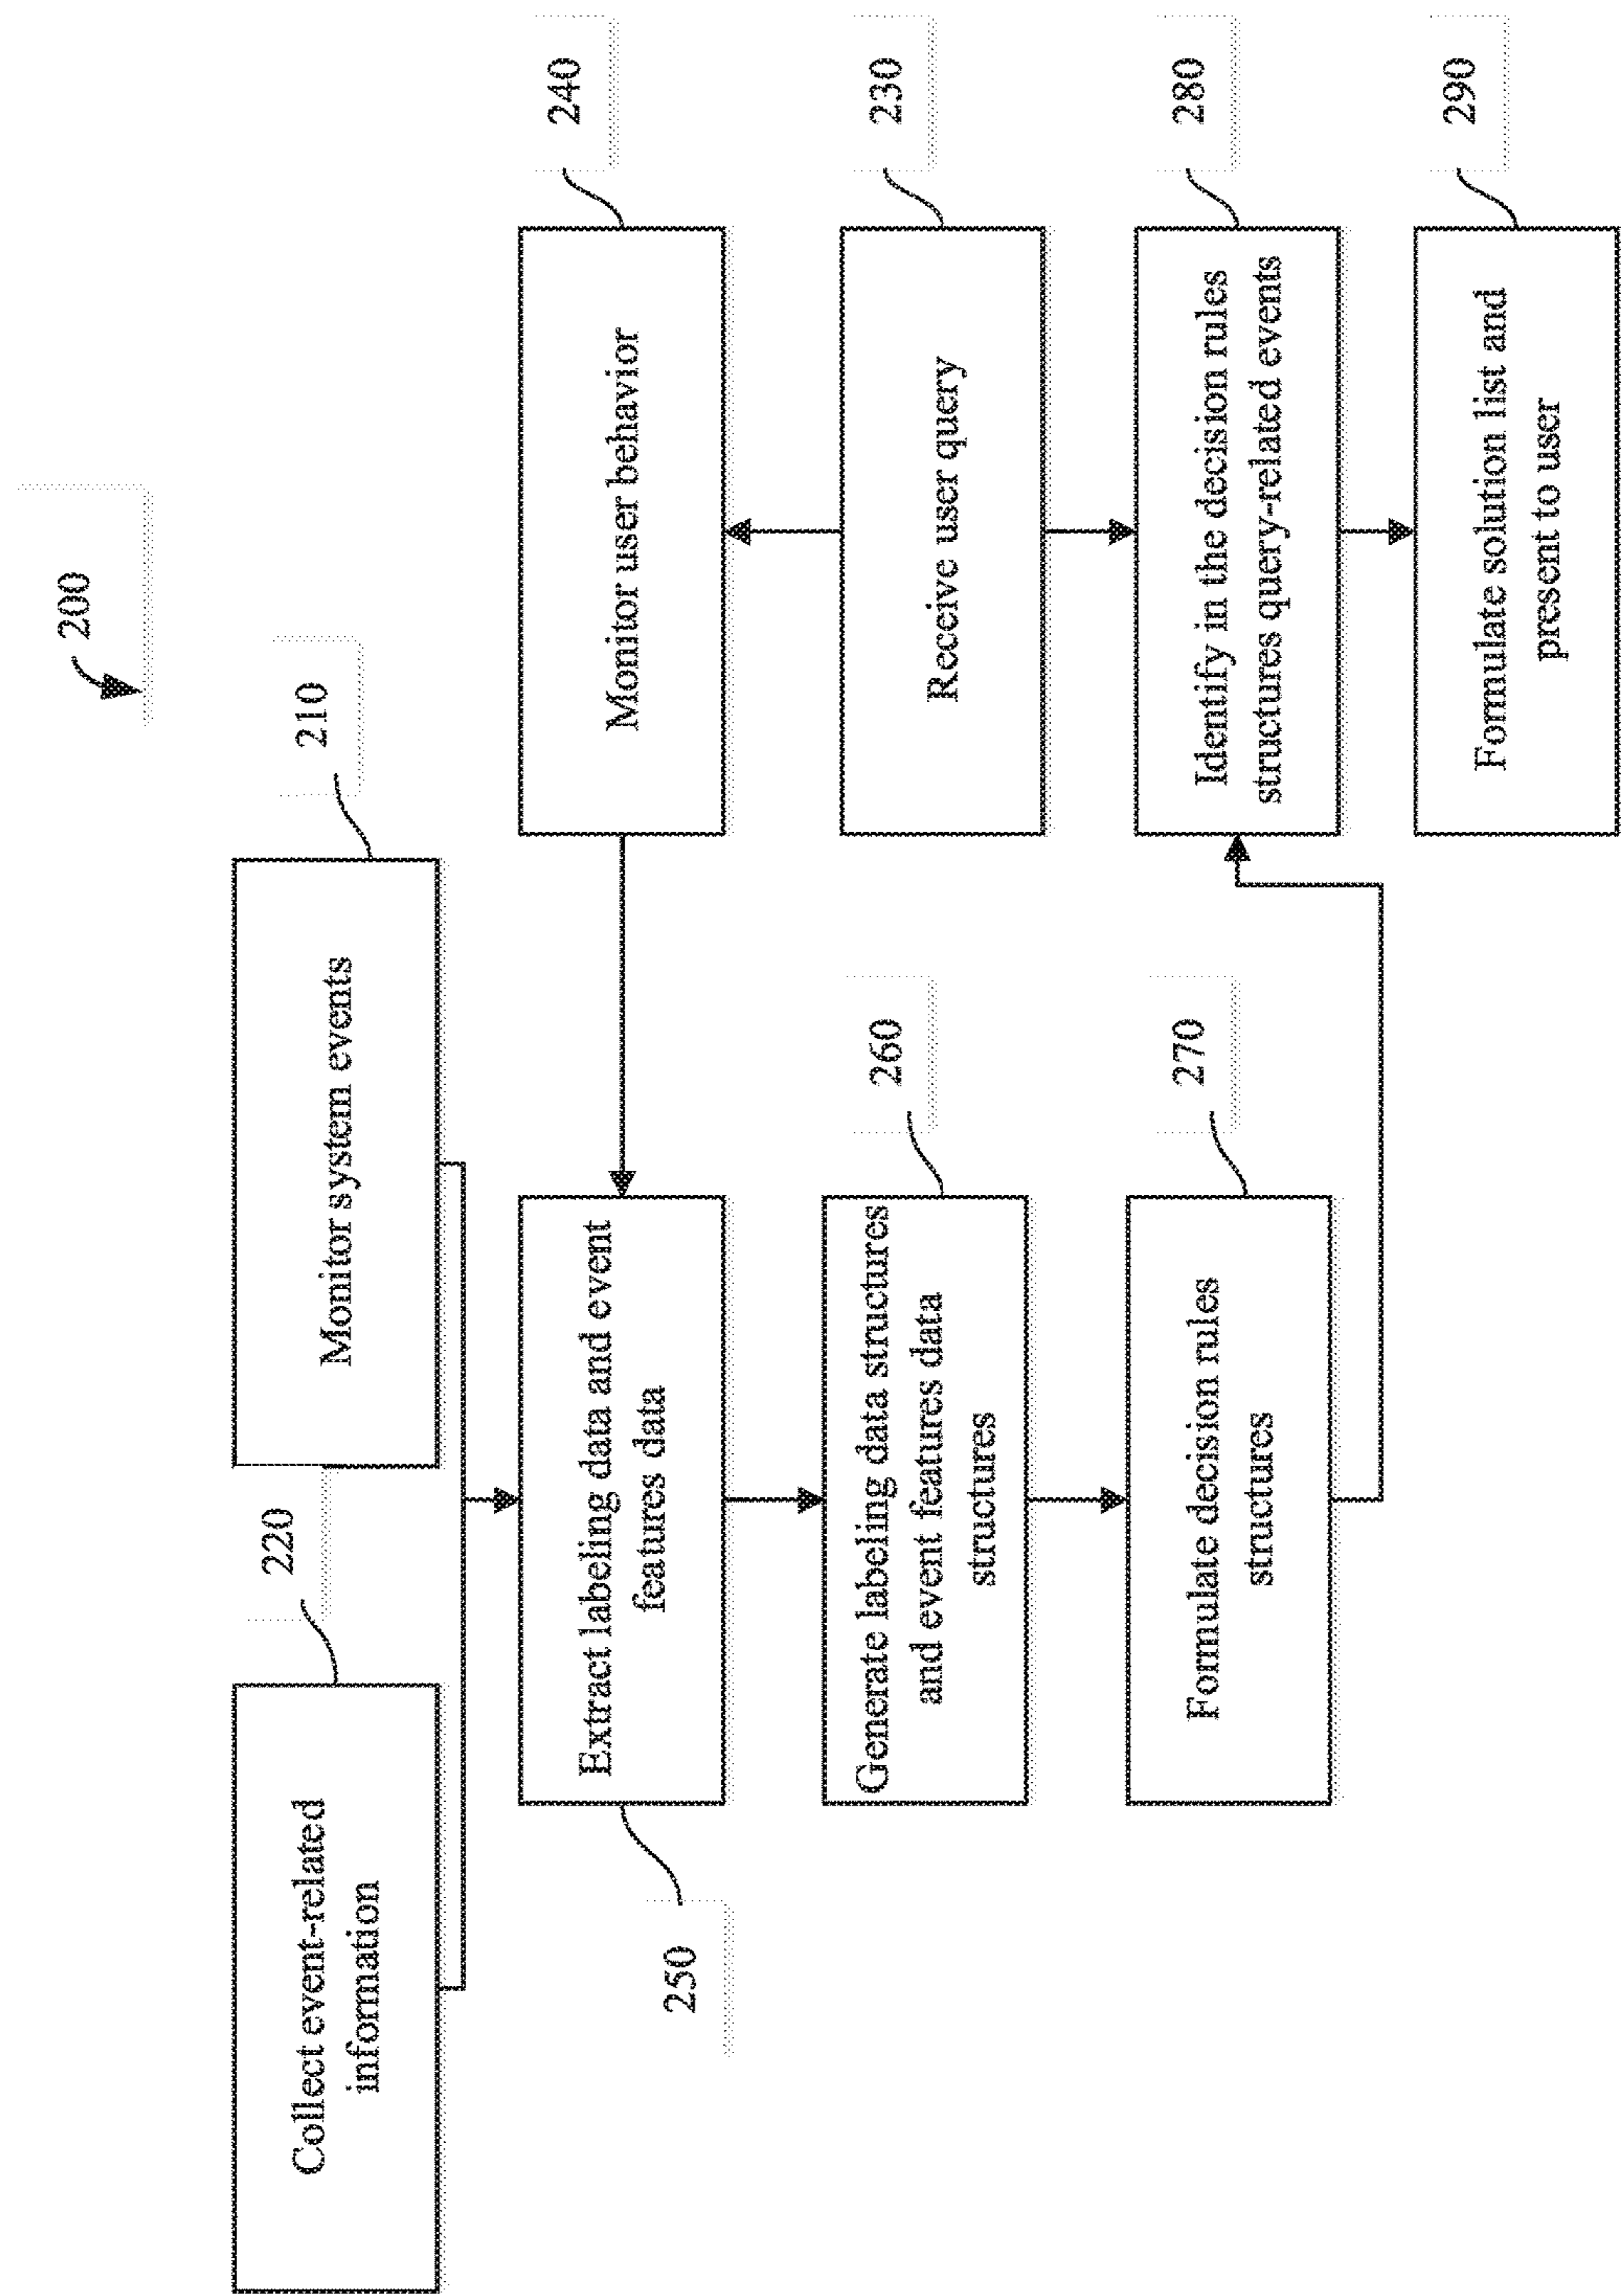 200
220
Collect event-related
information
210
Monitor system events
250
Extract labeling data and event
features data
240
Monitor user behavior
260
Generate labeling data structures
and event features data
structures
230
Receive user query
270
Formulate decision rules
structures
280
Identify in the decision rules
structures query-related events
290
Formulate solution list and
present to user